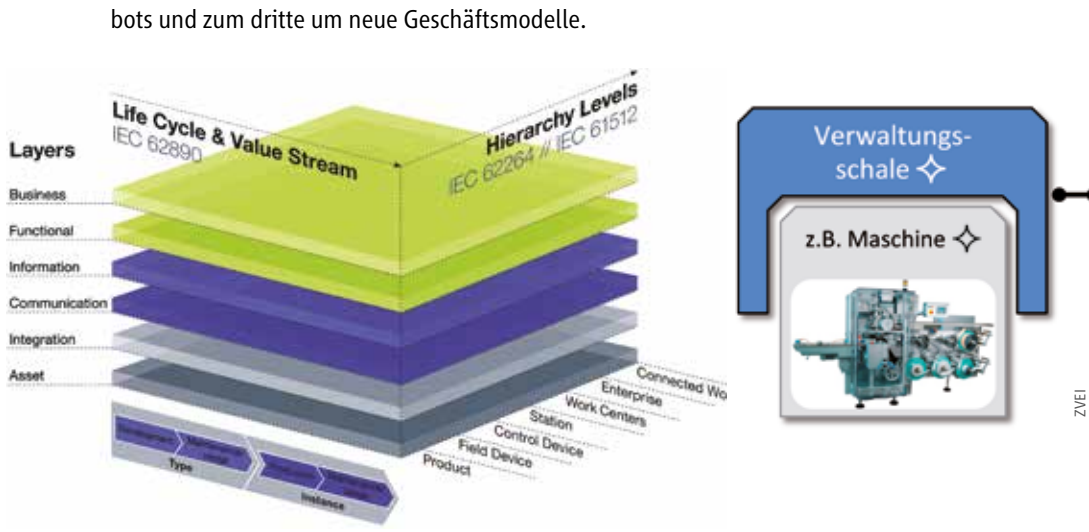 bots und zum dritte um neue Geschäftsmodelle.
Life Cycle & Value Stream
IEC 62890
Hierarchy Levels
IEC 62264 // IEC 61512
Layers
Business
Functional
Information
Communication
Integration
Asset
Connected Wo
Enterprise
Work Centers
Station
Control Device
Field Device
Product
Type
Instance
Verwaltungs-
schale
z.B. Maschine
ZVEI